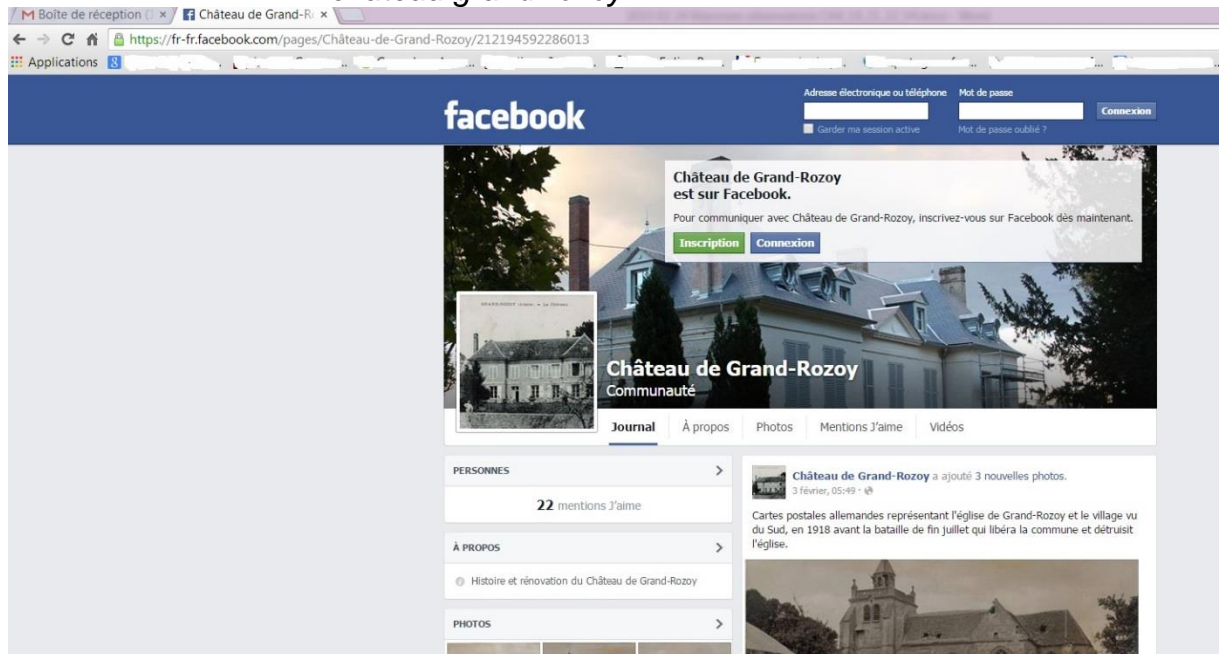 Boîte de réception (
Château de Grand-R
https://fr-fr.facebook.com/pages/Château-de-Grand-Rozoy/212194592286013
Applications
facebook
Adresse électronique ou téléphone
Mot de passe
Connexion
Garder ma session active
Mot de passe oublié ?
Château de Grand-Rozoy
est sur Facebook.
Pour communiquer avec Château de Grand-Rozoy, inscrivez-vous sur Facebook dès maintenant.
Inscription
Connexion
Château de Grand-Rozoy
Communauté
Journal
À propos
Photos
Mentions J'aime
Vidéos
PERSONNES
22 mentions J'aime
À PROPOS
Histoire et rénovation du Château de Grand-Rozoy
PHOTOS
Château de Grand-Rozoy a ajouté 3 nouvelles photos.
3 février, 05:49
Cartes postales allemandes représentant l'église de Grand-Rozoy et le village vu
du Sud, en 1918 avant la bataille de fin juillet qui libéra la commune et détruisit
l'église.